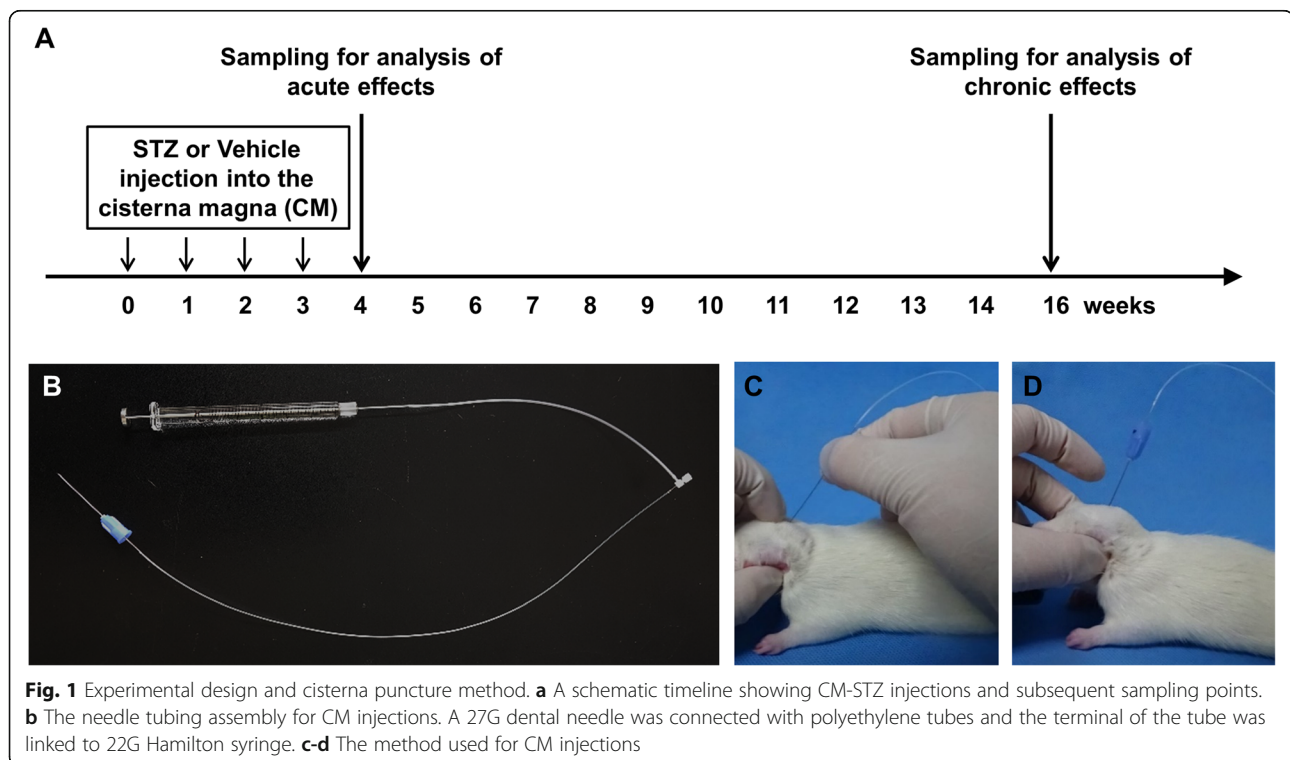 A
Sampling for analysis of
acute effects
Sampling for analysis of
chronic effects
STZ or Vehicle
injection into the
cisterna magna (CM)
0 1 2 3 4 5 6 7 8 9 10 11 12 13 14 16 weeks
B
C
D
Fig. 1 Experimental design and cisterna puncture method. a A schematic timeline showing CM-STZ injections and subsequent sampling points.
b The needle tubing assembly for CM injections. A 27G dental needle was connected with polyethylene tubes and the terminal of the tube was
linked to 22G Hamilton syringe. c-d The method used for CM injections